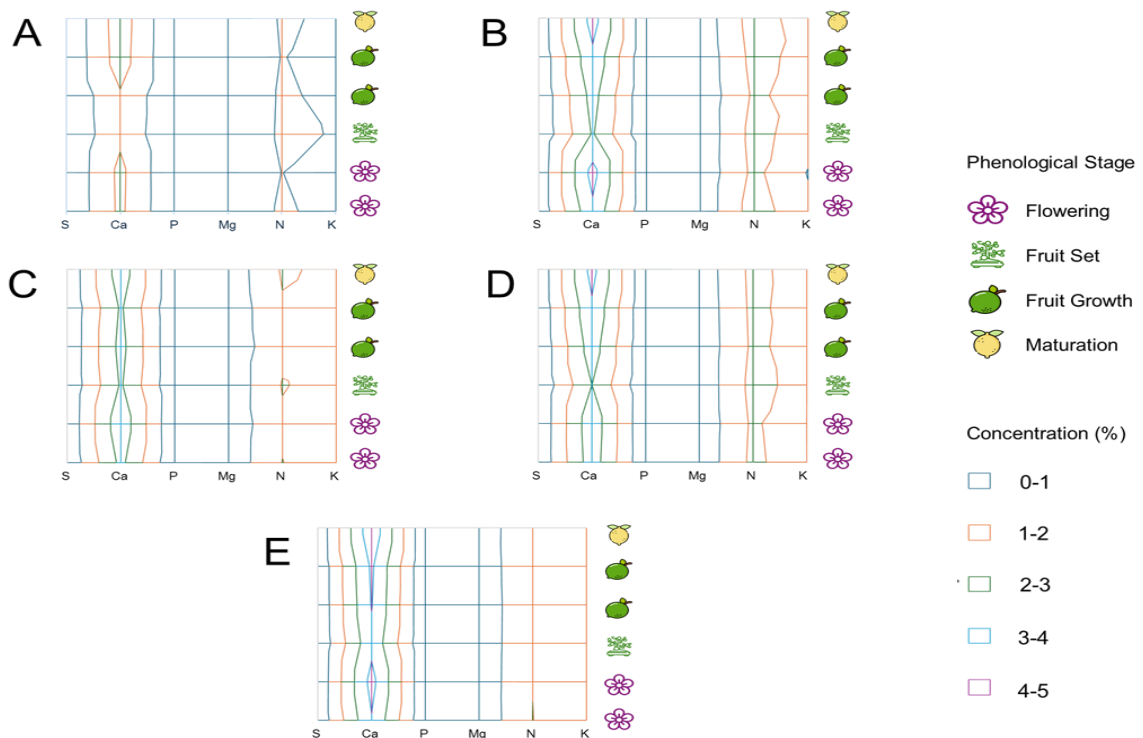 A
S Ca P Mg N K
B
S Ca P Mg N K
C
S Ca P Mg N K
D
S Ca P Mg N K
E
S Ca P Mg N K
Phenological Stage
Flowering
Fruit Set
Fruit Growth
Maturation
Concentration (%)
0-1
1-2
2-3
3-4
4-5